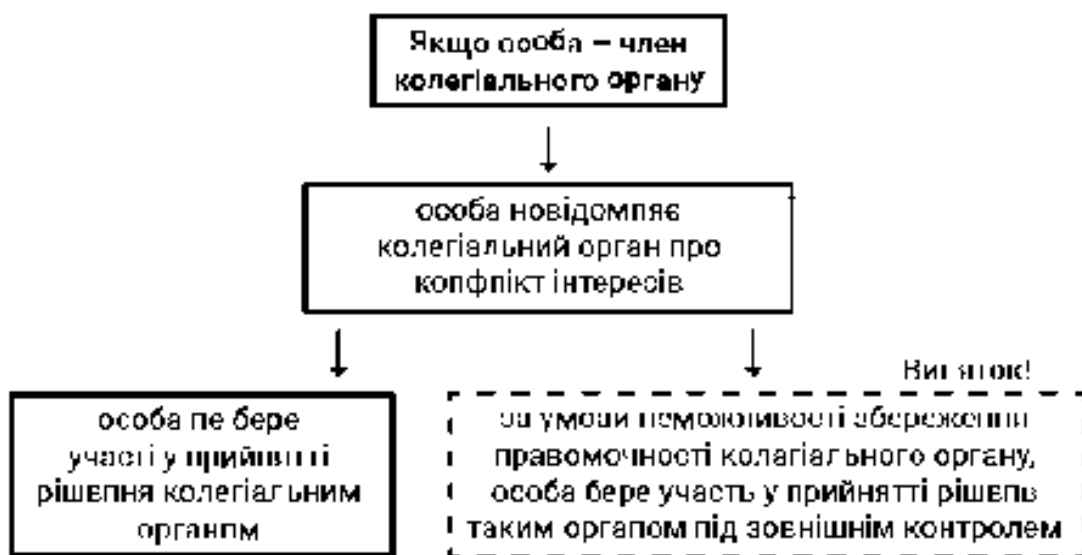 Якщо особа – член
колегіального органу
особа повідомляє
колегіальний орган про
конфлікт інтересів
Виняток!
особа не бере
участі у прийнятті
рішення колегіальним
органом
за умови неможливості збереження
правомочності колагіального органу,
особа бере участь у прийнятті рішень
таким органом під зовнішнім контролем